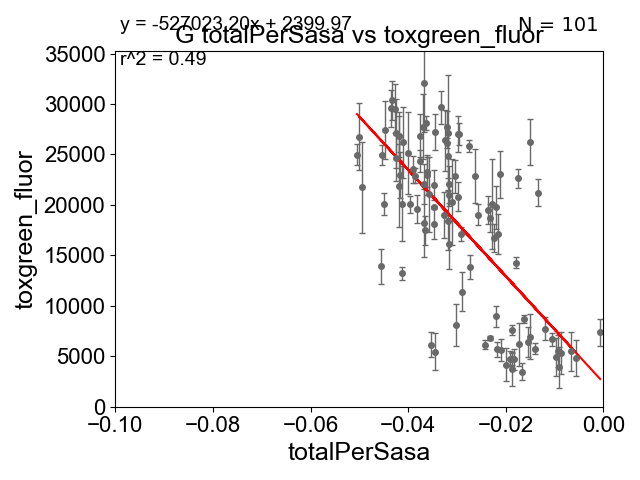 y = -527023.20x + 2399.97
N = 101
G totalPerSasa vs toxgreen_fluor
r^2 = 0.49
35000
30000
25000
20000
15000
10000
5000
0
toxgreen_fluor
−0.10 −0.08 −0.06 −0.04 −0.02 0.00
totalPerSasa